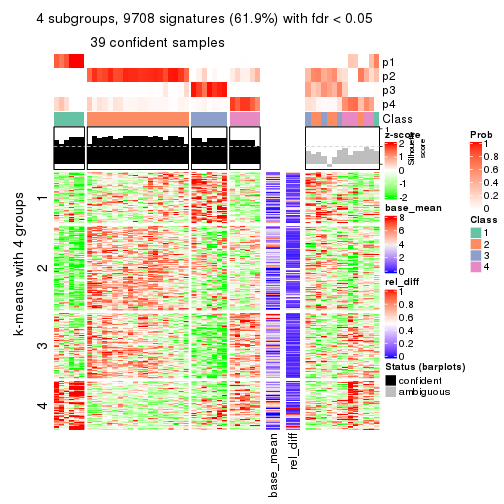 4 subgroups, 9708 signatures (61.9%) with fdr < 0.05
39 confident samples
p1
p2
p3
p4
Class
1
Silhouette
score
k-means with 4 groups
1
2
3
4
base_mean
rel_diff
z-score
2
1
0
-1
-2
base_mean
8
6
4
2
0
rel_diff
1
0.8
0.6
0.4
0.2
0
Status (barplots)
confident
ambiguous
Prob
1
0.8
0.6
0.4
0.2
0
Class
1
2
3
4